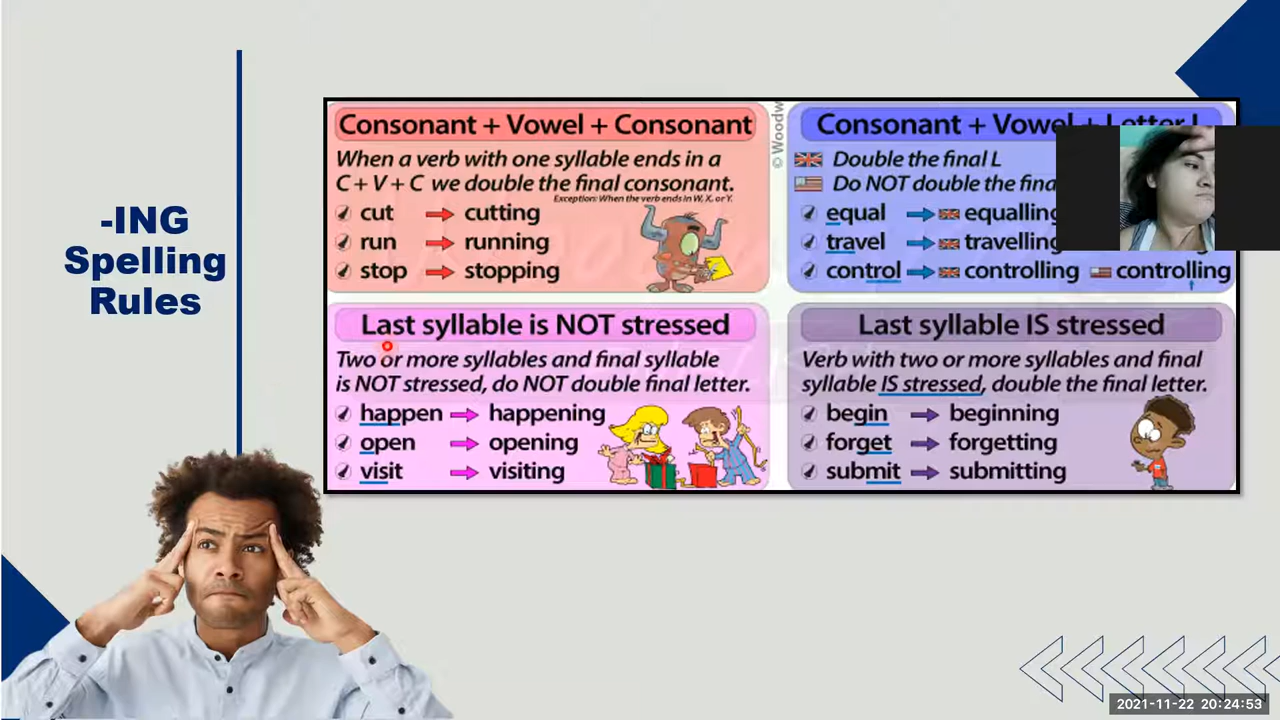 -ING
Spelling
Rules
Consonant + Vowel + Consonant
When a verb with one syllable ends in a
C + V + C we double the final consonant.
Exception: When the verb ends in W, X, or Y.
cut cutting
run running
stop stopping
© Woodw
Consonant + Vowel + Letter L
Double the final L
Do NOT double the fina
equal equalling
travel travelling
control controlling controlling
Last syllable is NOT stressed
Two or more syllables and final syllable
is NOT stressed, do NOT double final letter.
happen happening
open opening
visit visiting
Last syllable IS stressed
Verb with two or more syllables and final
syllable IS stressed, double the final letter.
begin beginning
forget forgetting
submit submitting
2021-11-22 20:24:53